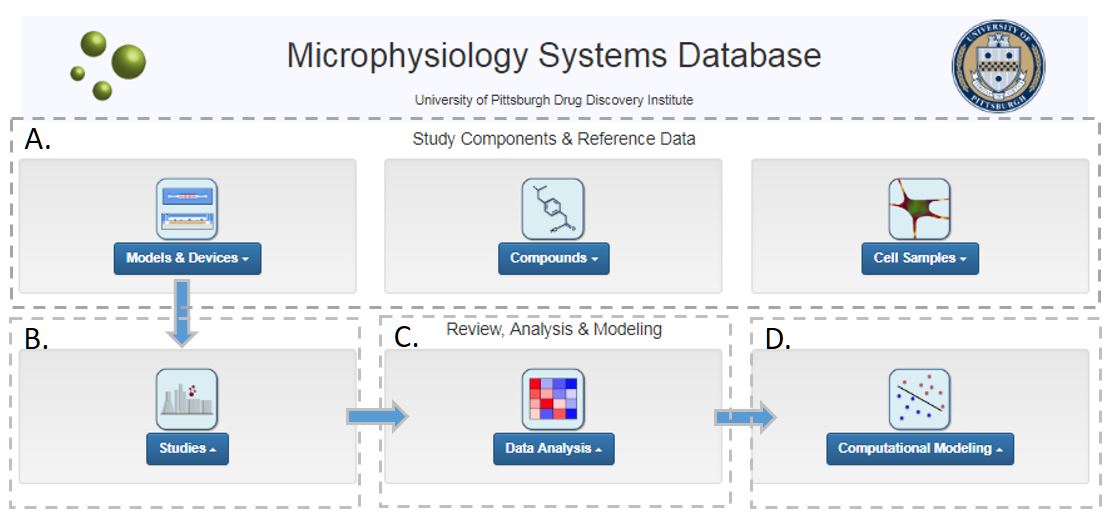 Microphysiology Systems Database
University of Pittsburgh Drug Discovery Institute
UNIVERSITY OF
PITTSBURGH
A.
Study Components & Reference Data
Models & Devices
Compounds
Cell Samples
B.
C.
Review, Analysis & Modeling
D.
Studies
Data Analysis
Computational Modeling